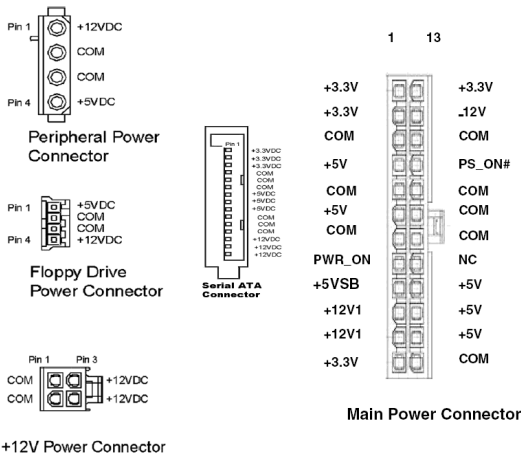 Pin 1
+12VDC
COM
COM
Pin 4
+5VDC
Peripheral Power
Connector
Pin 1
+5VDC
COM
COM
Pin 4
+12VDC
Floppy Drive
Power Connector
Pin 1
Pin 3
COM
+12VDC
COM
+12VDC
+12V Power Connector
Pin 1
+3.3VDC
+3.3VDC
+3.3VDC
COM
COM
COM
+5VDC
+5VDC
+5VDC
COM
COM
COM
+12VDC
+12VDC
+12VDC
Serial ATA
Connector
1 13
+3.3V +3.3V
+3.3V -12V
COM COM
+5V PS_ON#
COM COM
+5V COM
COM COM
PWR_ON NC
+5VSB +5V
+12V1 +5V
+12V1 +5V
+3.3V COM
Main Power Connector